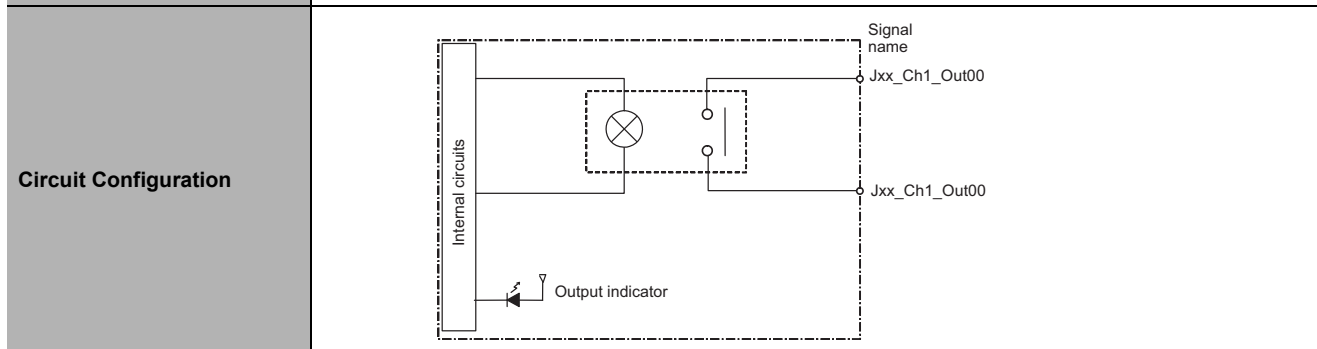 Circuit Configuration
Signal
name
Jxx_Ch1_Out00
Internal circuits
Jxx_Ch1_Out00
Output indicator